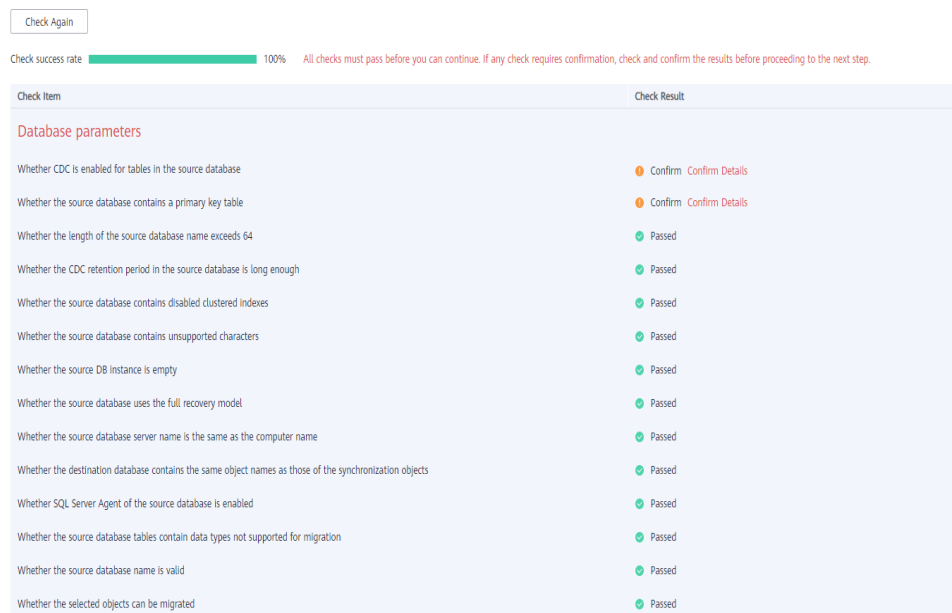 Check Again
Check success rate 100% All checks must pass before you can continue. If any check requires confirmation, check and confirm the results before proceeding to the next step.
Check Item Check Result
Database parameters
Whether CDC is enabled for tables in the source database Confirm Confirm Details
Whether the source database contains a primary key table Confirm Confirm Details
Whether the length of the source database name exceeds 64 Passed
Whether the CDC retention period in the source database is long enough Passed
Whether the source database contains disabled clustered indexes Passed
Whether the source database contains unsupported characters Passed
Whether the source DB instance is empty Passed
Whether the source database uses the full recovery model Passed
Whether the source database server name is the same as the computer name Passed
Whether the destination database contains the same object names as those of the synchronization objects Passed
Whether SQL Server Agent of the source database is enabled Passed
Whether the source database tables contain data types not supported for migration Passed
Whether the source database name is valid Passed
Whether the selected objects can be migrated Passed